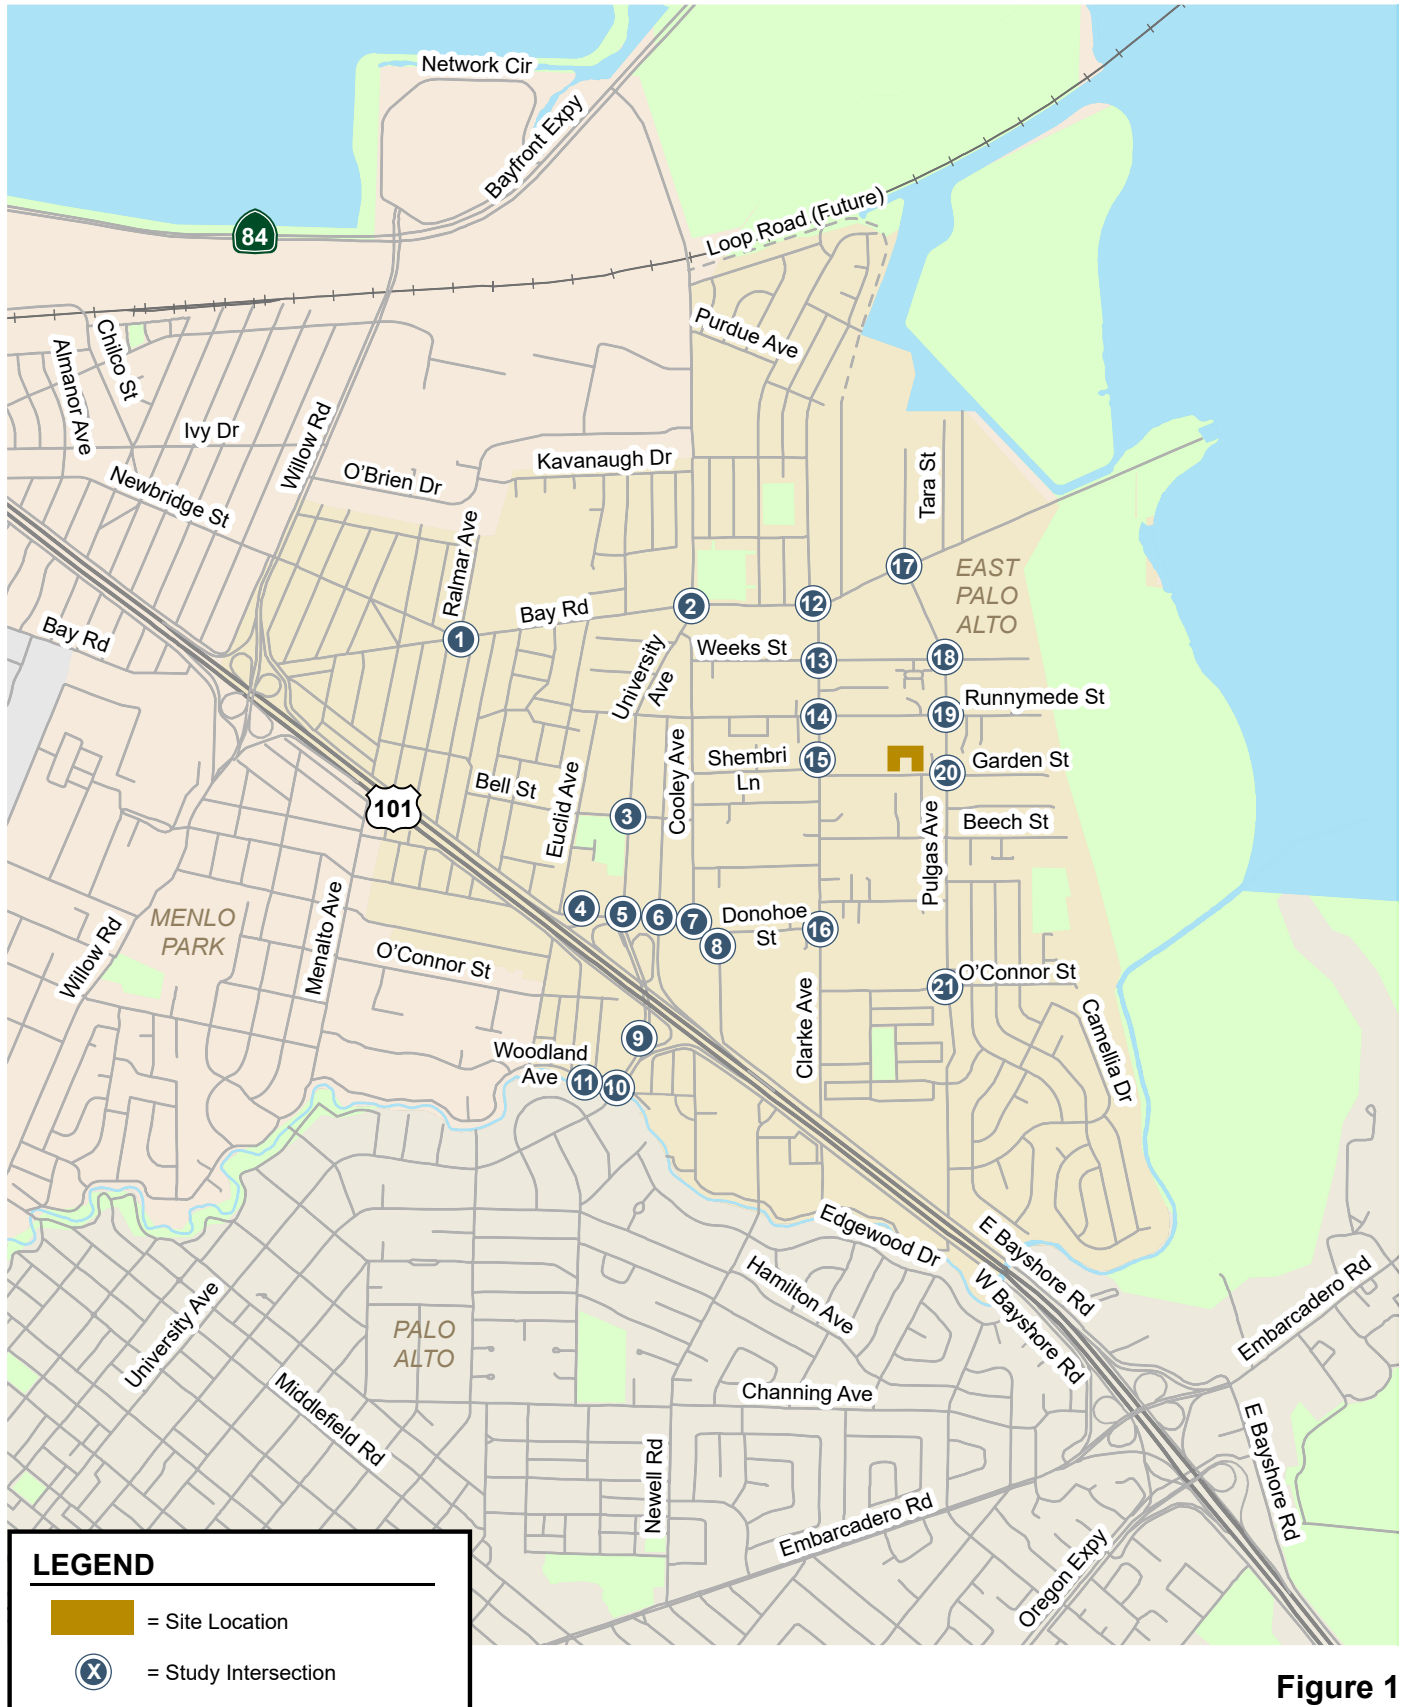 Network Cir
Bayfront Expy
84
Loop Road (Future)
Purdue Ave
Chilco St
Almanor Ave
Ivy Dr
Willow Rd
Newbridge St
O'Brien Dr
Kavanaugh Dr
Tara St
Ralmar Ave
Bay Rd
Bay Rd
1
2
12
17
EAST
PALO
ALTO
University
Ave
Weeks St
13
18
Runnymede St
14
19
Shembri
Ln
15
Garden St
20
Cooley Ave
Bell St
Euclid Ave
3
101
Beech St
Pulgas Ave
MENLO
PARK
Willow Rd
Menalto Ave
O'Connor St
4
5
6
7
8
Donohoe
St
16
O'Connor St
21
Clarke Ave
Camellia Dr
9
Woodland
Ave
11
10
Edgewood Dr
E Bayshore Rd
W Bayshore Rd
Hamilton Ave
Embarcadero Rd
University Ave
PALO
ALTO
Middlefield Rd
Channing Ave
Newell Rd
Embarcadero Rd
E Bayshore Rd
Oregon Expy
LEGEND
= Site Location
X
= Study Intersection
Figure 1